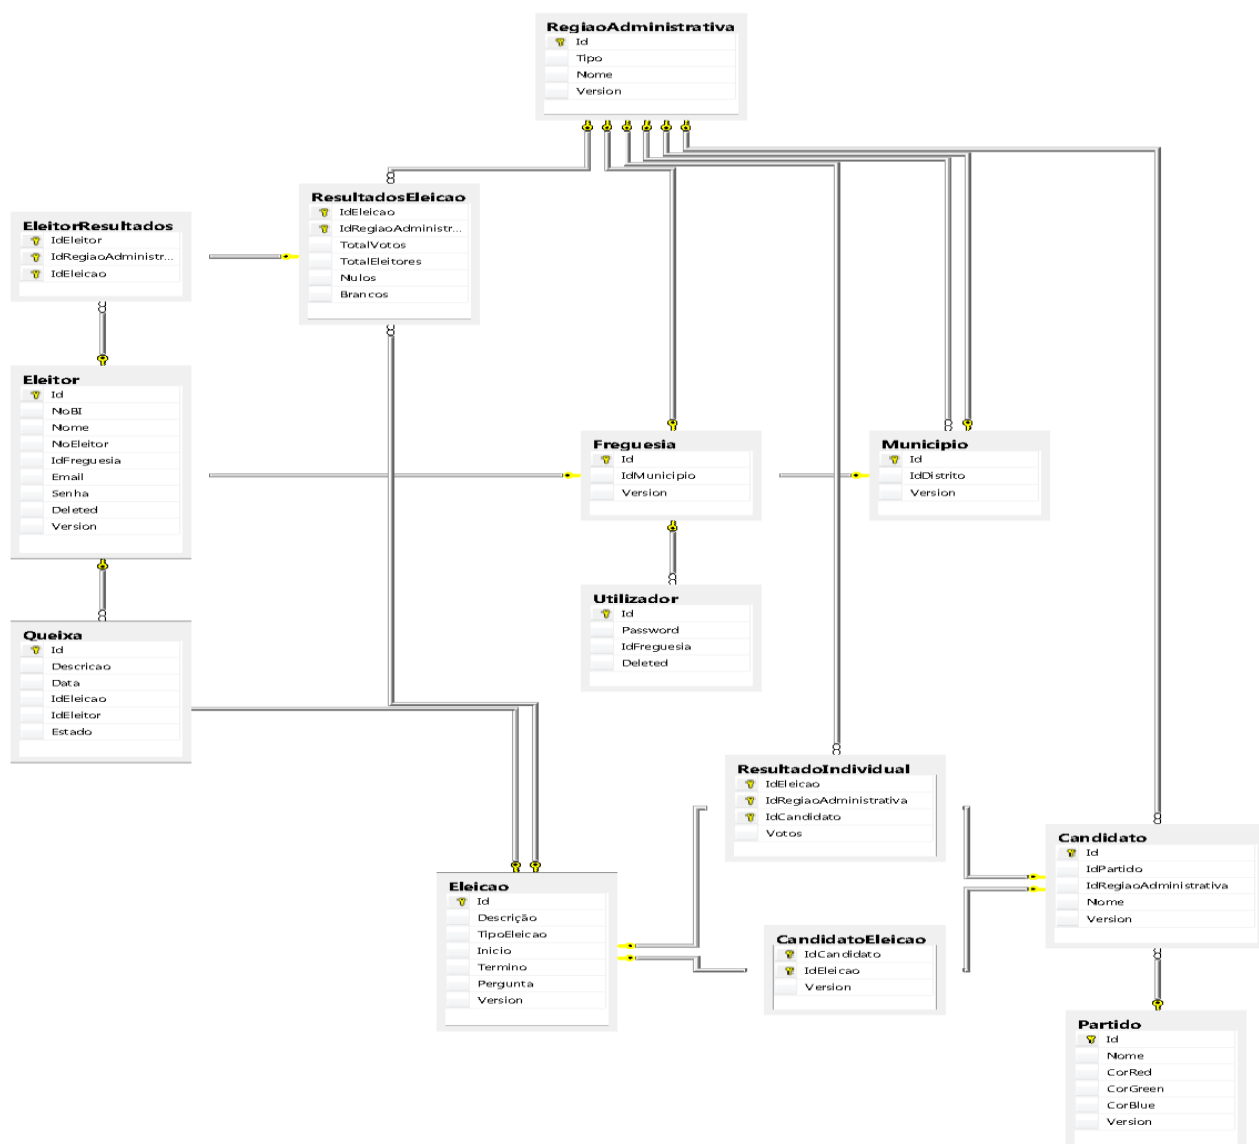 RegiaoAdministrativa
Id
Tipo
Nome
Version
ResultadosEleicao
IdEleicao
IdRegiaoAdministr...
TotalVotos
TotalEleitores
Nulos
Brancos
EleitorResultados
IdEleitor
IdRegiaoAdministr...
IdEleicao
Eleitor
Id
NoBI
Nome
NoEleitor
IdFreguesia
Email
Senha
Deleted
Version
Freguesia
Id
IdMunicipio
Version
Municipio
Id
IdDistrito
Version
Utilizador
Id
Password
IdFreguesia
Deleted
Queixa
Id
Descricao
Data
IdEleicao
IdEleitor
Estado
ResultadoIndividual
IdEleicao
IdRegiaoAdministrativa
IdCandidato
Votos
Candidato
Id
IdPartido
IdRegiaoAdministrativa
Nome
Version
Eleicao
Id
Descrição
TipoEleicao
Inicio
Termino
Pergunta
Version
CandidatoEleicao
IdCandidato
IdEleicao
Version
Partido
Id
Nome
CorRed
CorGreen
CorBlue
Version